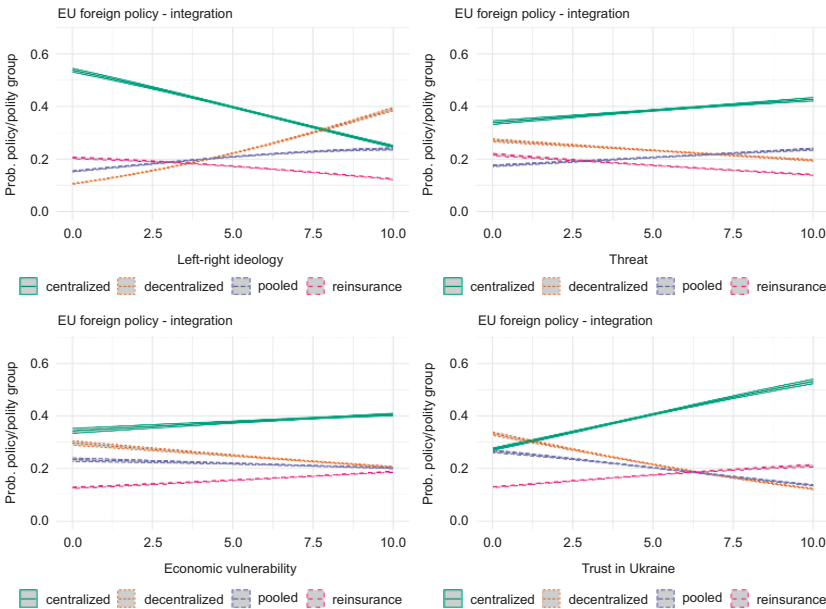 EU foreign policy - integration
Prob. policy/polity group
0.6
0.4
0.2
0.0
0.0 2.5 5.0 7.5 10.0
Left-right ideology
centralized decentralized pooled reinsurance
EU foreign policy - integration
Prob. policy/polity group
0.6
0.4
0.2
0.0
0.0 2.5 5.0 7.5 10.0
Threat
centralized decentralized pooled reinsurance
EU foreign policy - integration
Prob. policy/polity group
0.6
0.4
0.2
0.0
0.0 2.5 5.0 7.5 10.0
Economic vulnerability
centralized decentralized pooled reinsurance
EU foreign policy - integration
Prob. policy/polity group
0.6
0.4
0.2
0.0
0.0 2.5 5.0 7.5 10.0
Trust in Ukraine
centralized decentralized pooled reinsurance